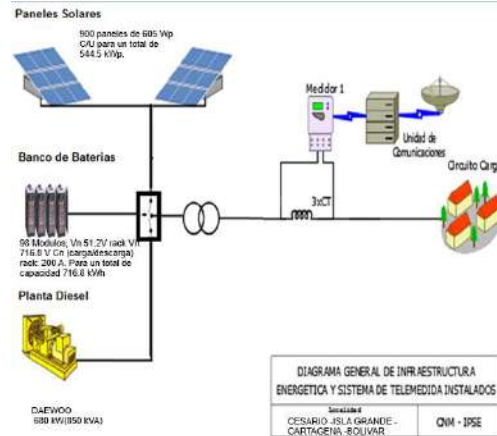 Paneles Solares
900 paneles de 605 Wp
C/U para un total de
544.5 kWp.
Medidor 1
Unidad de
Comunicaciones
Circuito Carg
Banco de Baterias
3xCT
98 Modulos, Vn 51.2V rack Vn
716.8 V Cn (carga/descarga)
rack: 200 A. Para un total de
capacidad 716.8 kWh
Planta Diesel
DAEWOO
680 kW(850 KVA)
DIAGRAMA GENERAL DE INFRAESTRUCTURA
ENERGETICA Y SISTEMA DE TELEMEDIDA INSTALADOS
Localidad
CESARIO -ISLA GRANDE -
CARTAGENA -BOLIVAR
CNM - IPSE